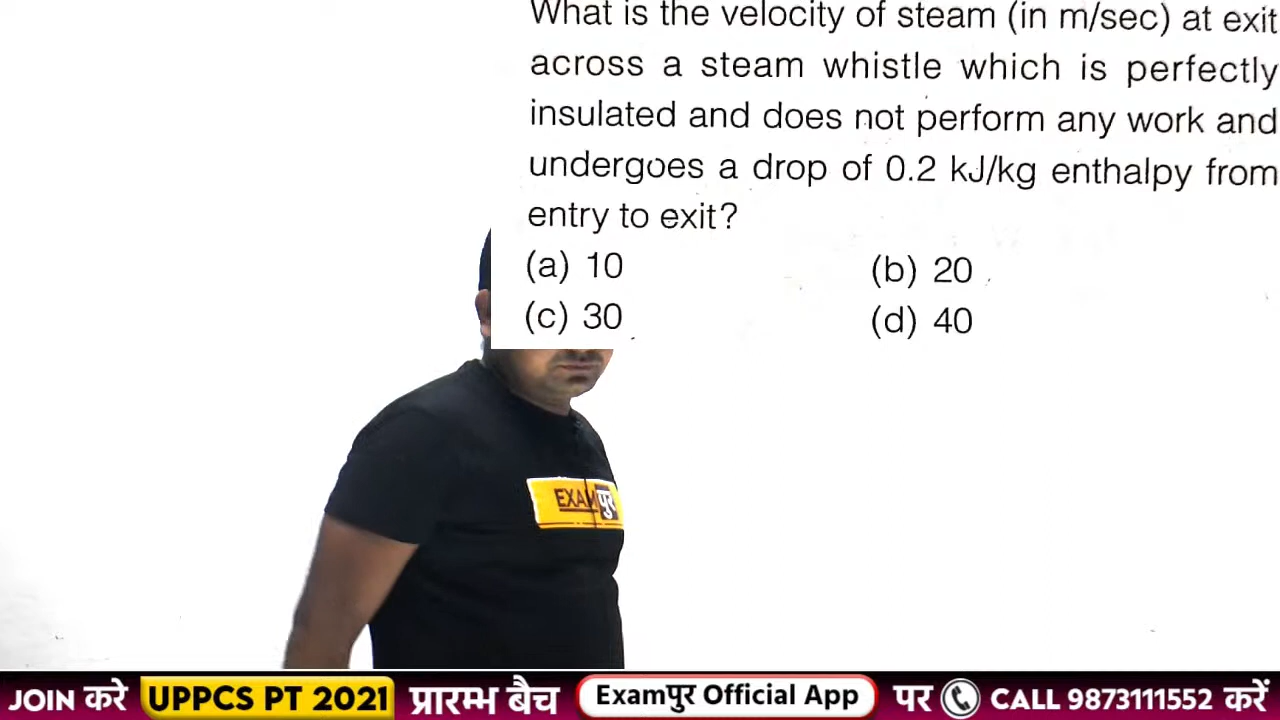 What is the velocity of steam (in m/sec) at exit
across a steam whistle which is perfectly
insulated and does not perform any work and
undergoes a drop of 0.2 kJ/kg enthalpy from
entry to exit?
(a) 10 (b) 20
(c) 30 (d) 40
EXAMपुर
JOIN करे UPPCS PT 2021 प्रारम्भ बैच Examपुर Official App पर CALL 9873111552 करें